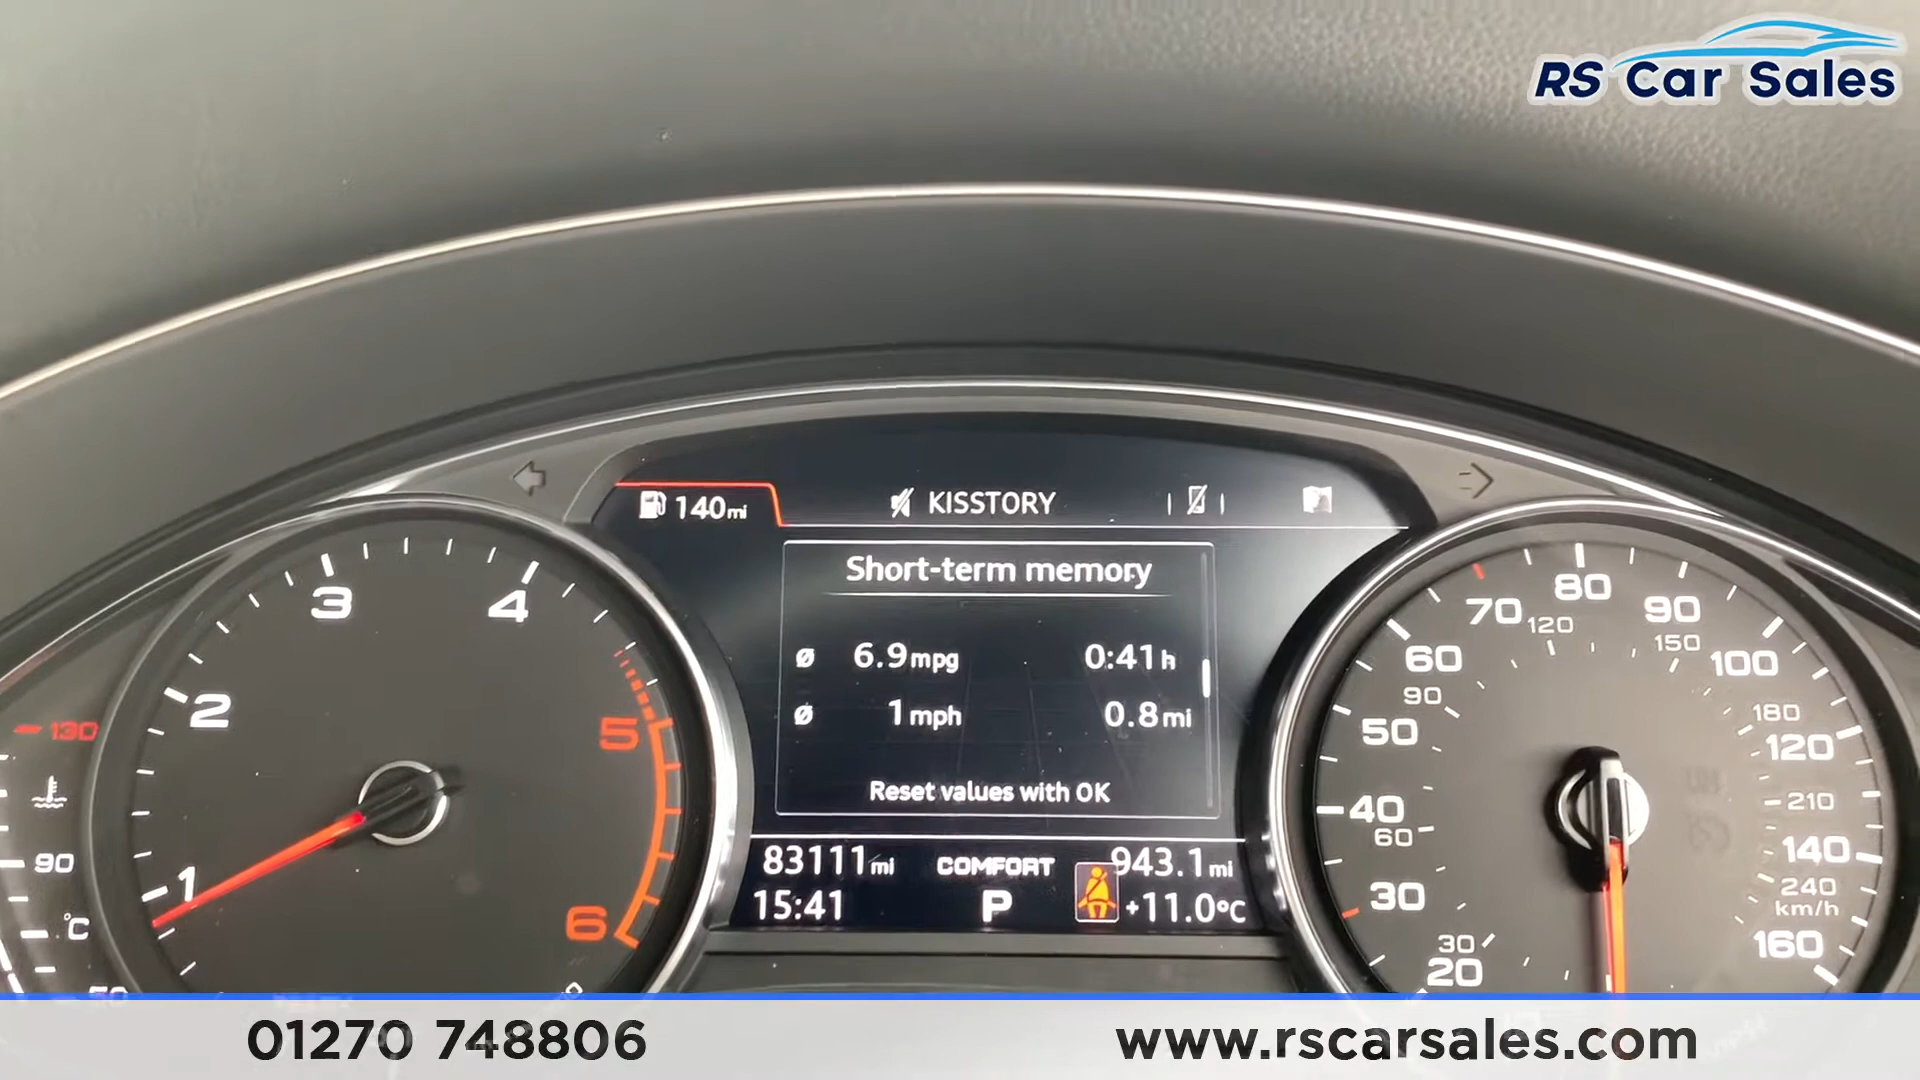 RS Car Sales
140mi KISSTORY
Short-term memory
ø 6.9mpg 0:41h
ø 1mph 0.8mi
Reset values with OK
83111mi COMFORT 943.1mi
15:41 P +11.0°C
1 2 3 4 5 6
130
90
°C
50
20 30 40 50 60 70 80 90 100 120 140 160
30 60 90 120 150 180 210 240
km/h
01270 748806
www.rscarsales.com